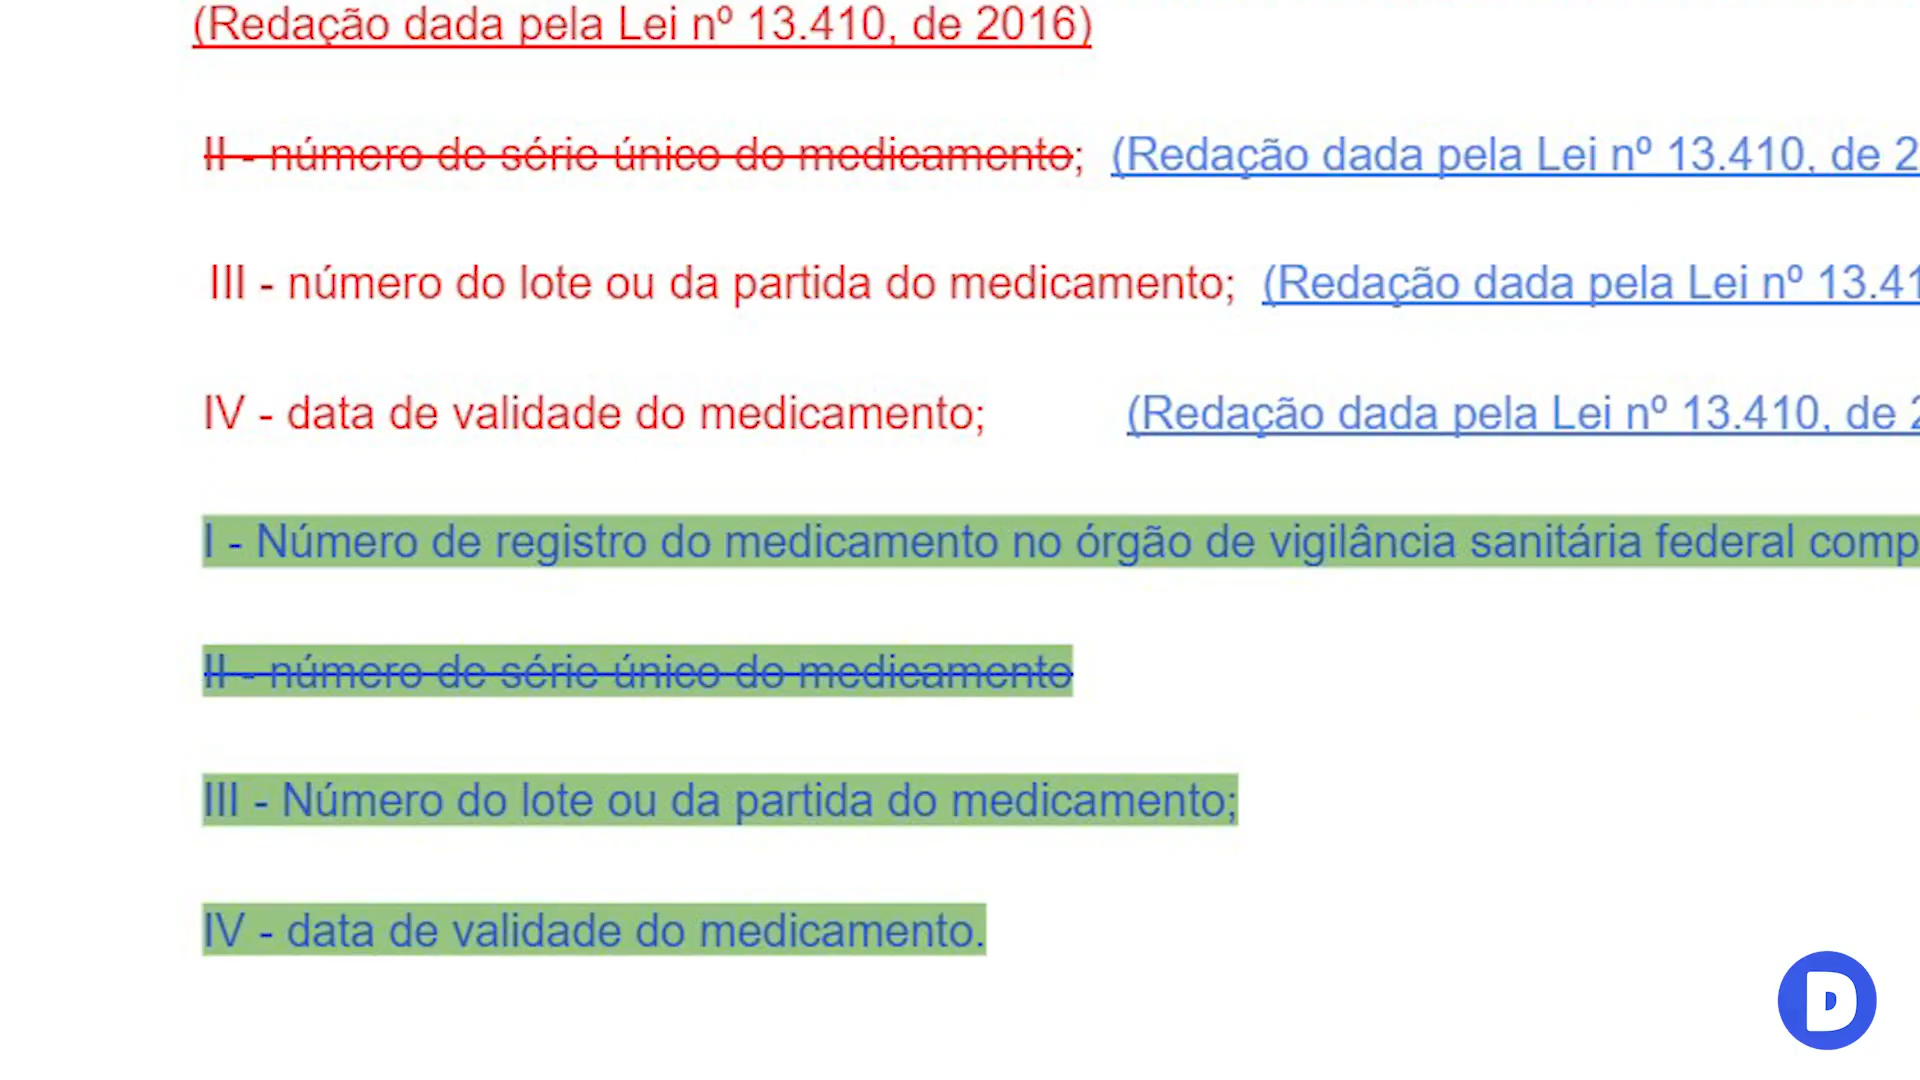 (Redação dada pela Lei nº 13.410, de 2016)
II - número de série único do medicamento; (Redação dada pela Lei nº 13.410, de 2
III - número do lote ou da partida do medicamento; (Redação dada pela Lei nº 13.41
IV - data de validade do medicamento; (Redação dada pela Lei nº 13.410, de 2
I - Número de registro do medicamento no órgão de vigilância sanitária federal comp
II - número de série único do medicamento
III - Número do lote ou da partida do medicamento;
IV - data de validade do medicamento.
D